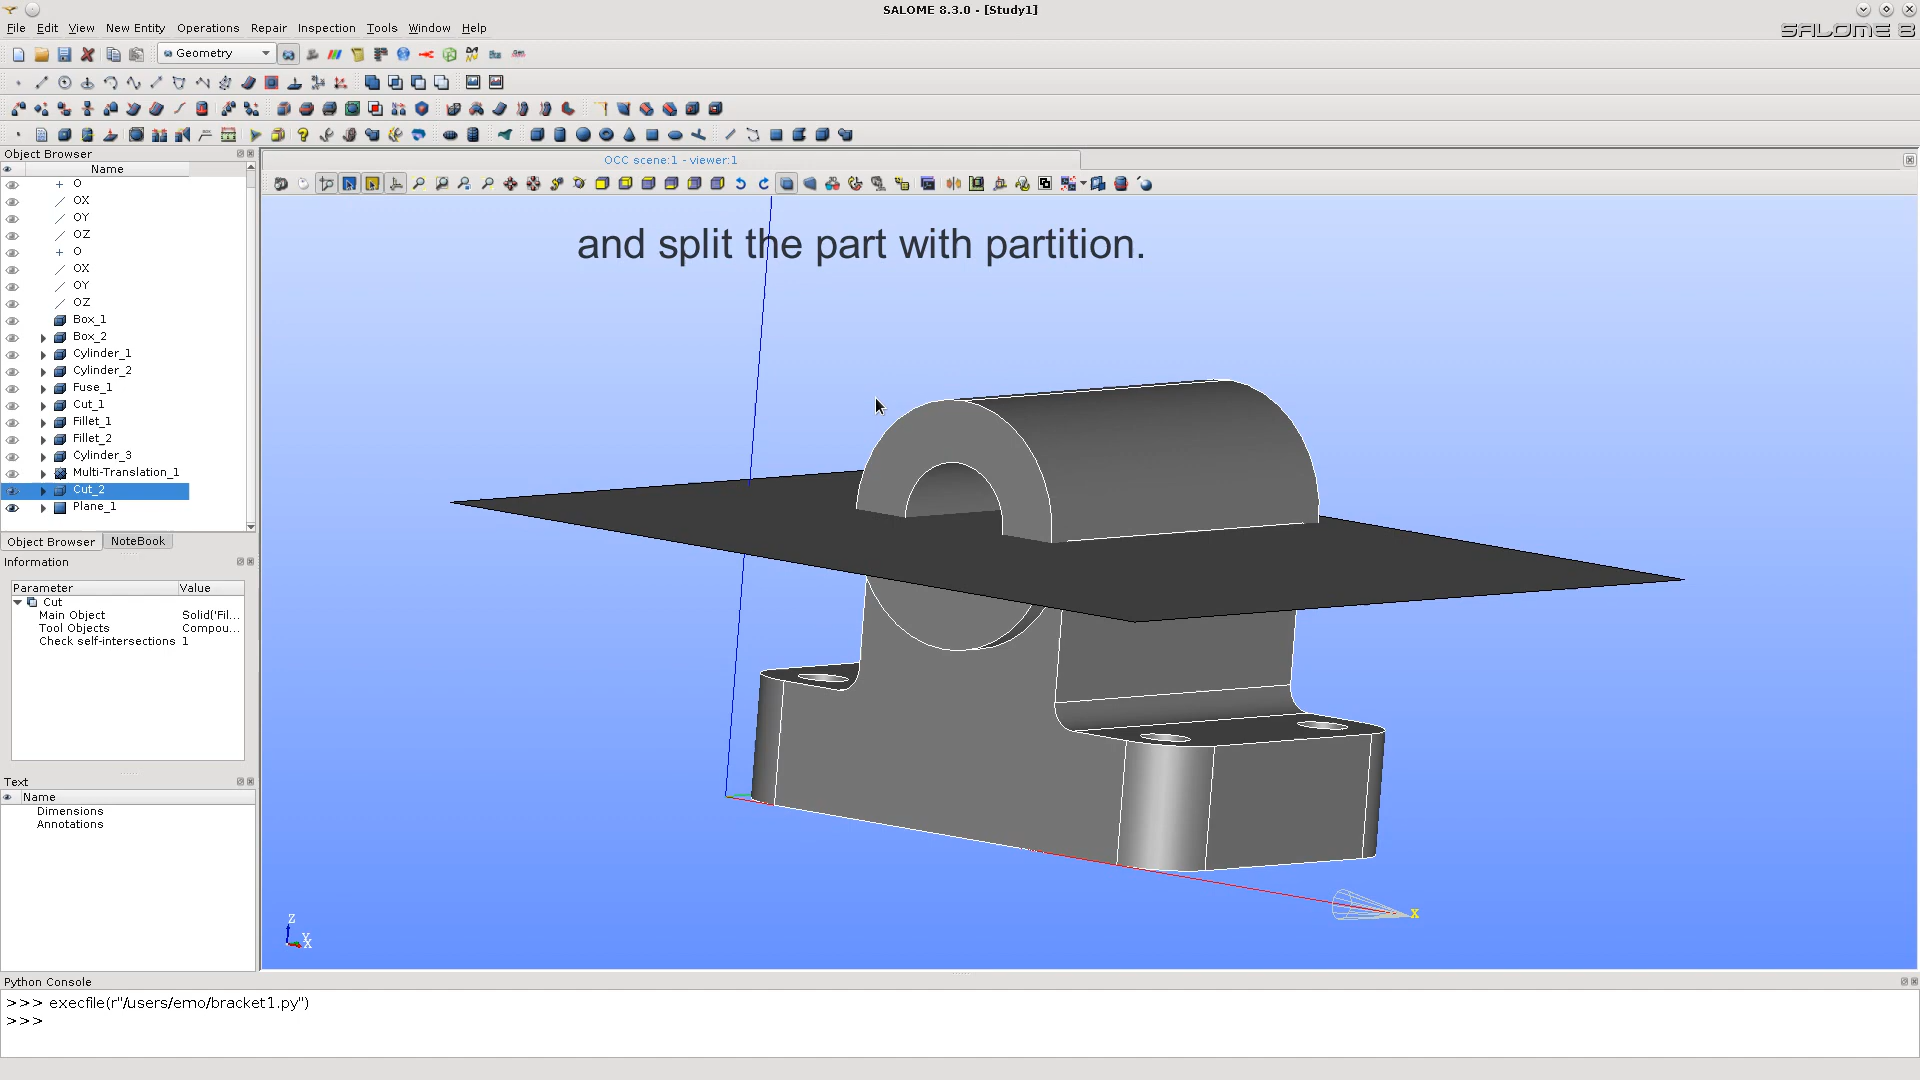 SALOME 8.3.0 - [Study1]
File Edit View New Entity Operations Repair Inspection Tools Window Help
SALOME 8
Geometry
Object Browser
OCC scene:1 - viewer:1
Name
O
OX
OY
OZ
O
OX
OY
OZ
Box_1
Box_2
Cylinder_1
Cylinder_2
Fuse_1
Cut_1
Fillet_1
Fillet_2
Cylinder_3
Multi-Translation_1
Cut_2
Plane_1
and split the part with partition.
Object Browser NoteBook
Information
Parameter Value
Cut
Main Object Solid('Fil...
Tool Objects Compou...
Check self-intersections 1
Text
Name
Dimensions
Annotations
X
Z
Y
X
Python Console
>>> execfile(r"/users/emo/bracket1.py")
>>>